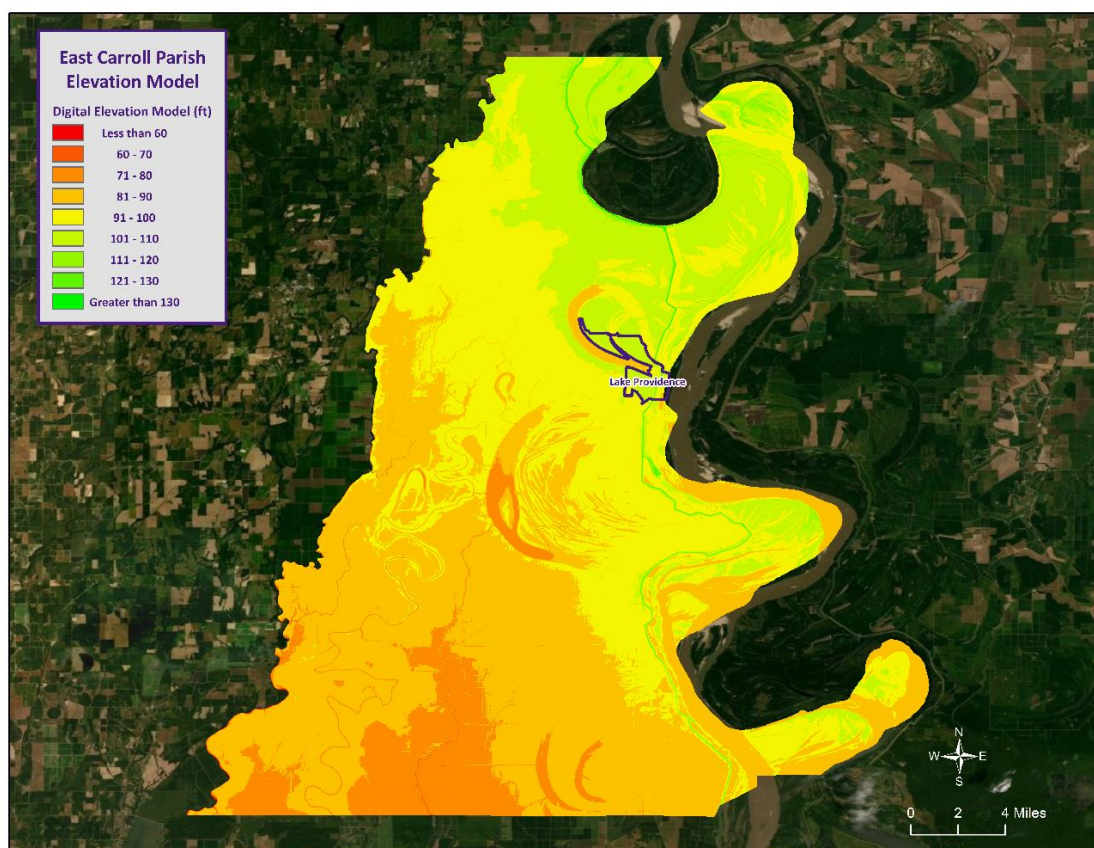 East Carroll Parish
Elevation Model
Digital Elevation Model (ft)
Less than 60
60 - 70
71 - 80
81 - 90
91 - 100
101 - 110
111 - 120
121 - 130
Greater than 130
Lake Providence
N
W E
S
0 2 4 Miles